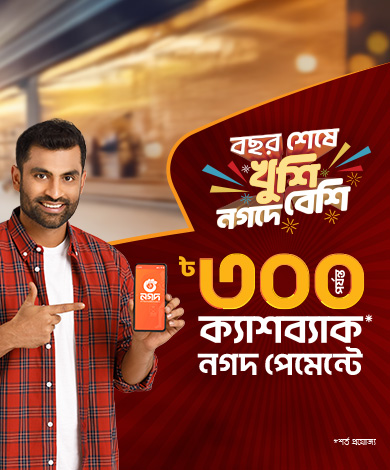 বছর শেষে
খুশি
নগদে বেশি
৳৩০০ পর্যন্ত
ক্যাশব্যাক*
নগদ পেমেন্টে
নগদ
*শর্ত প্রযোজ্য